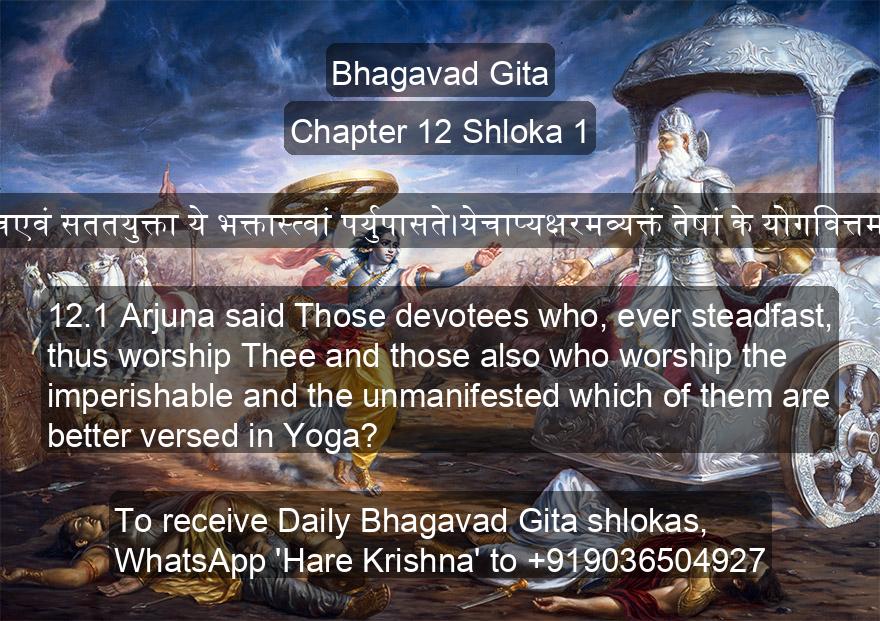 Bhagavad Gita
Chapter 12 Shloka 1
सततयुक्ता ये भक्तास्त्वां पर्युपासते।येचाप्यक्षरमव्यक्तं तेषां के योगवित्तम
12.1 Arjuna said Those devotees who, ever steadfast,
thus worship Thee and those also who worship the
imperishable and the unmanifested which of them are
better versed in Yoga?
To receive Daily Bhagavad Gita shlokas,
WhatsApp 'Hare Krishna' to +919036504927